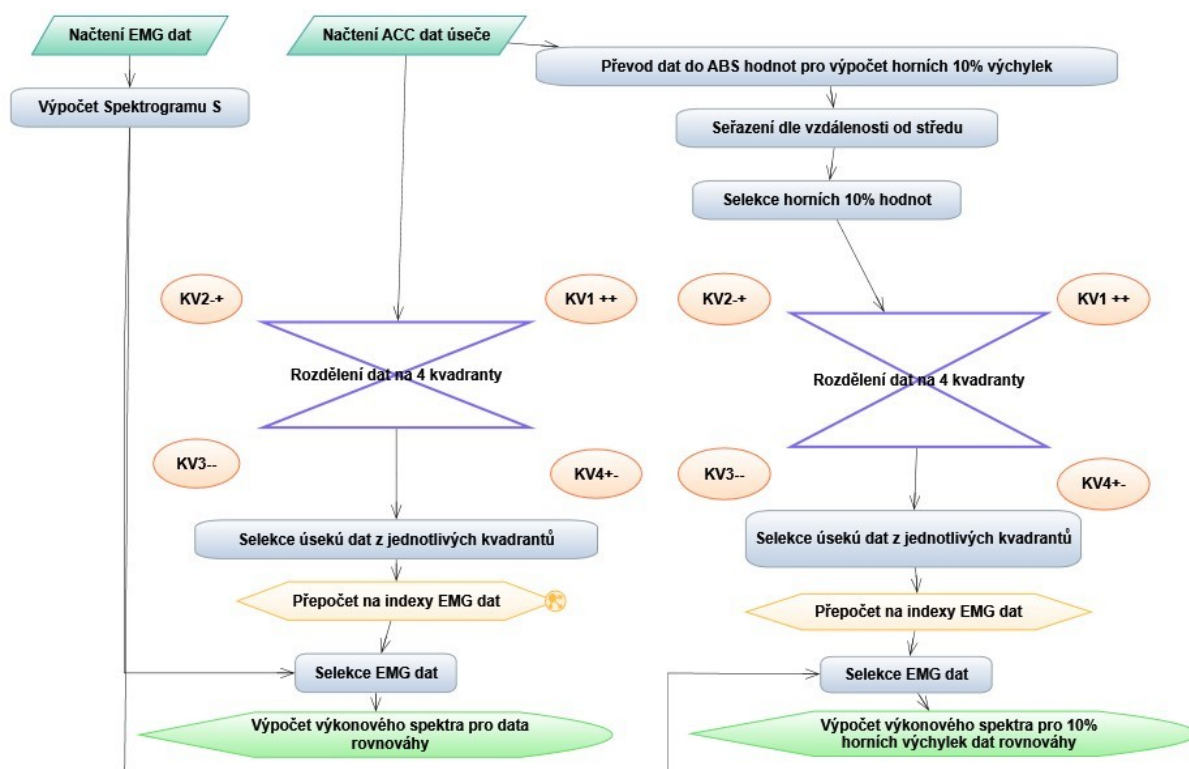 Načtení EMG dat
Načtení ACC dat úseče
Převod dat do ABS hodnot pro výpočet horních 10% výchylek
Výpočet Spektrogramu S
Seřazení dle vzdálenosti od středu
Selekce horních 10% hodnot
KV2-+
KV1 ++
KV2-+
KV1 ++
Rozdělení dat na 4 kvadranty
Rozdělení dat na 4 kvadranty
KV3--
KV4+-
KV3--
KV4+-
Selekce úseků dat z jednotlivých kvadrantů
Selekce úseků dat z jednotlivých kvadrantů
Přepočet na indexy EMG dat
Přepočet na indexy EMG dat
Selekce EMG dat
Selekce EMG dat
Výpočet výkonového spektra pro data
rovnováhy
Výpočet výkonového spektra pro 10%
horních výchylek dat rovnováhy